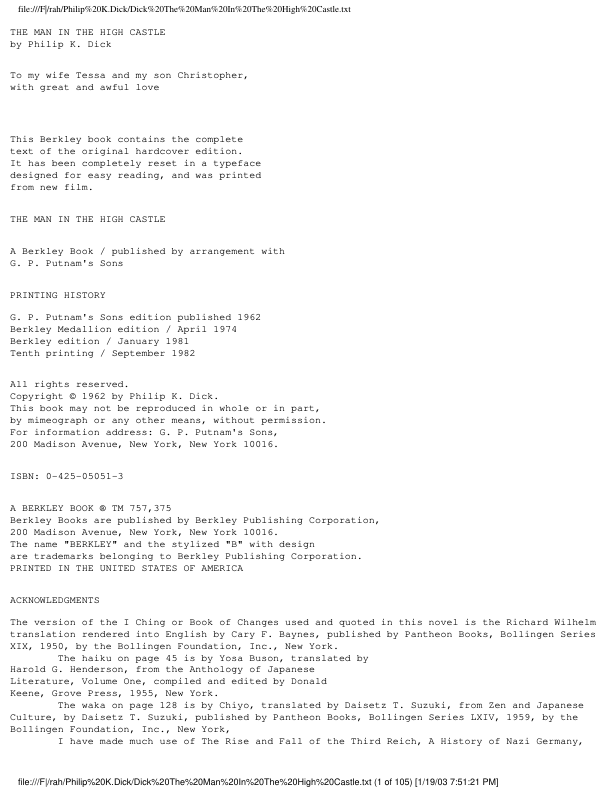 file:///F|/rah/Philip%20K.Dick/Dick%20The%20Man%20In%20The%20High%20Castle.txt
THE MAN IN THE HIGH CASTLE
by Philip K. Dick
To my wife Tessa and my son Christopher,
with great and awful love
This Berkley book contains the complete
text of the original hardcover edition.
It has been completely reset in a typeface
designed for easy reading, and was printed
from new film.
THE MAN IN THE HIGH CASTLE
A Berkley Book / published by arrangement with
G. P. Putnam's Sons
PRINTING HISTORY
G. P. Putnam's Sons edition published 1962
Berkley Medallion edition / April 1974
Berkley edition / January 1981
Tenth printing / September 1982
All rights reserved.
Copyright © 1962 by Philip K. Dick.
This book may not be reproduced in whole or in part,
by mimeograph or any other means, without permission.
For information address: G. P. Putnam's Sons,
200 Madison Avenue, New York, New York 10016.
ISBN: 0-425-05051-3
A BERKLEY BOOK ® TM 757,375
Berkley Books are published by Berkley Publishing Corporation,
200 Madison Avenue, New York, New York 10016.
The name "BERKLEY" and the stylized "B" with design
are trademarks belonging to Berkley Publishing Corporation.
PRINTED IN THE UNITED STATES OF AMERICA
ACKNOWLEDGMENTS
The version of the I Ching or Book of Changes used and quoted in this novel is the Richard Wilhelm
translation rendered into English by Cary F. Baynes, published by Pantheon Books, Bollingen Series
XIX, 1950, by the Bollingen Foundation, Inc., New York.
The haiku on page 45 is by Yosa Buson, translated by
Harold G. Henderson, from the Anthology of Japanese
Literature, Volume One, compiled and edited by Donald
Keene, Grove Press, 1955, New York.
The waka on page 128 is by Chiyo, translated by Daisetz T. Suzuki, from Zen and Japanese
Culture, by Daisetz T. Suzuki, published by Pantheon Books, Bollingen Series LXIV, 1959, by the
Bollingen Foundation, Inc., New York,
I have made much use of The Rise and Fall of the Third Reich, A History of Nazi Germany,
file:///F|/rah/Philip%20K.Dick/Dick%20The%20Man%20In%20The%20High%20Castle.txt (1 of 105) [1/19/03 7:51:21 PM]